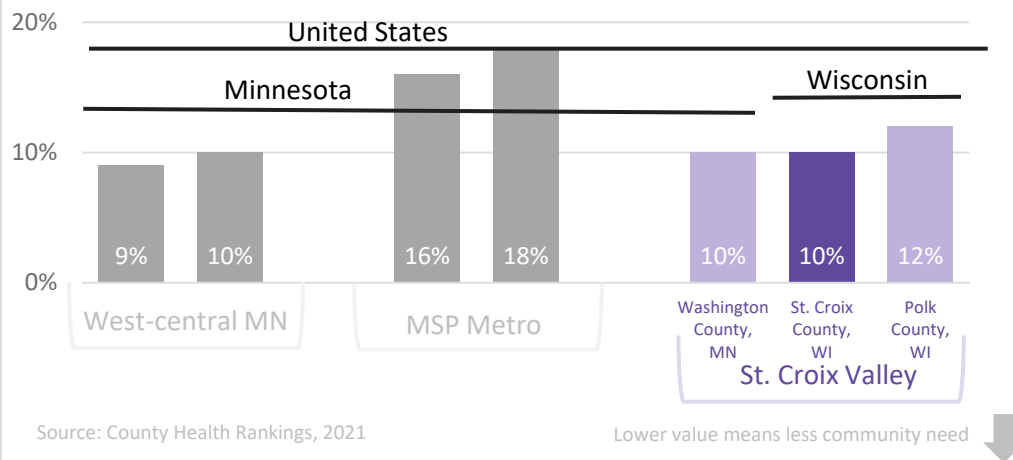 20%
United States
Minnesota
Wisconsin
10%
9%
10%
16%
18%
10%
10%
12%
0%
West-central MN
MSP Metro
Washington
County,
MN
St. Croix
County,
WI
Polk
County,
WI
St. Croix Valley
Source: County Health Rankings, 2021
Lower value means less community need